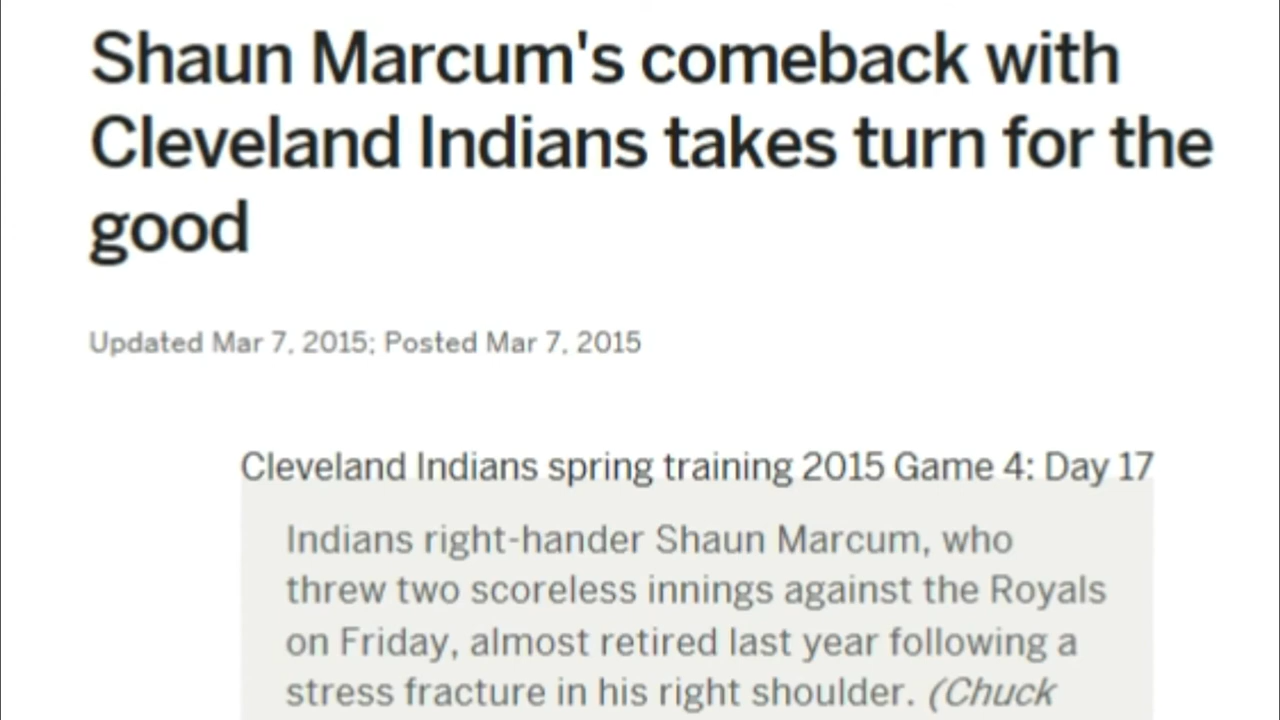 Shaun Marcum's comeback with
Cleveland Indians takes turn for the
good
Updated Mar 7, 2015; Posted Mar 7, 2015
Cleveland Indians spring training 2015 Game 4: Day 17
Indians right-hander Shaun Marcum, who
threw two scoreless innings against the Royals
on Friday, almost retired last year following a
stress fracture in his right shoulder. (Chuck